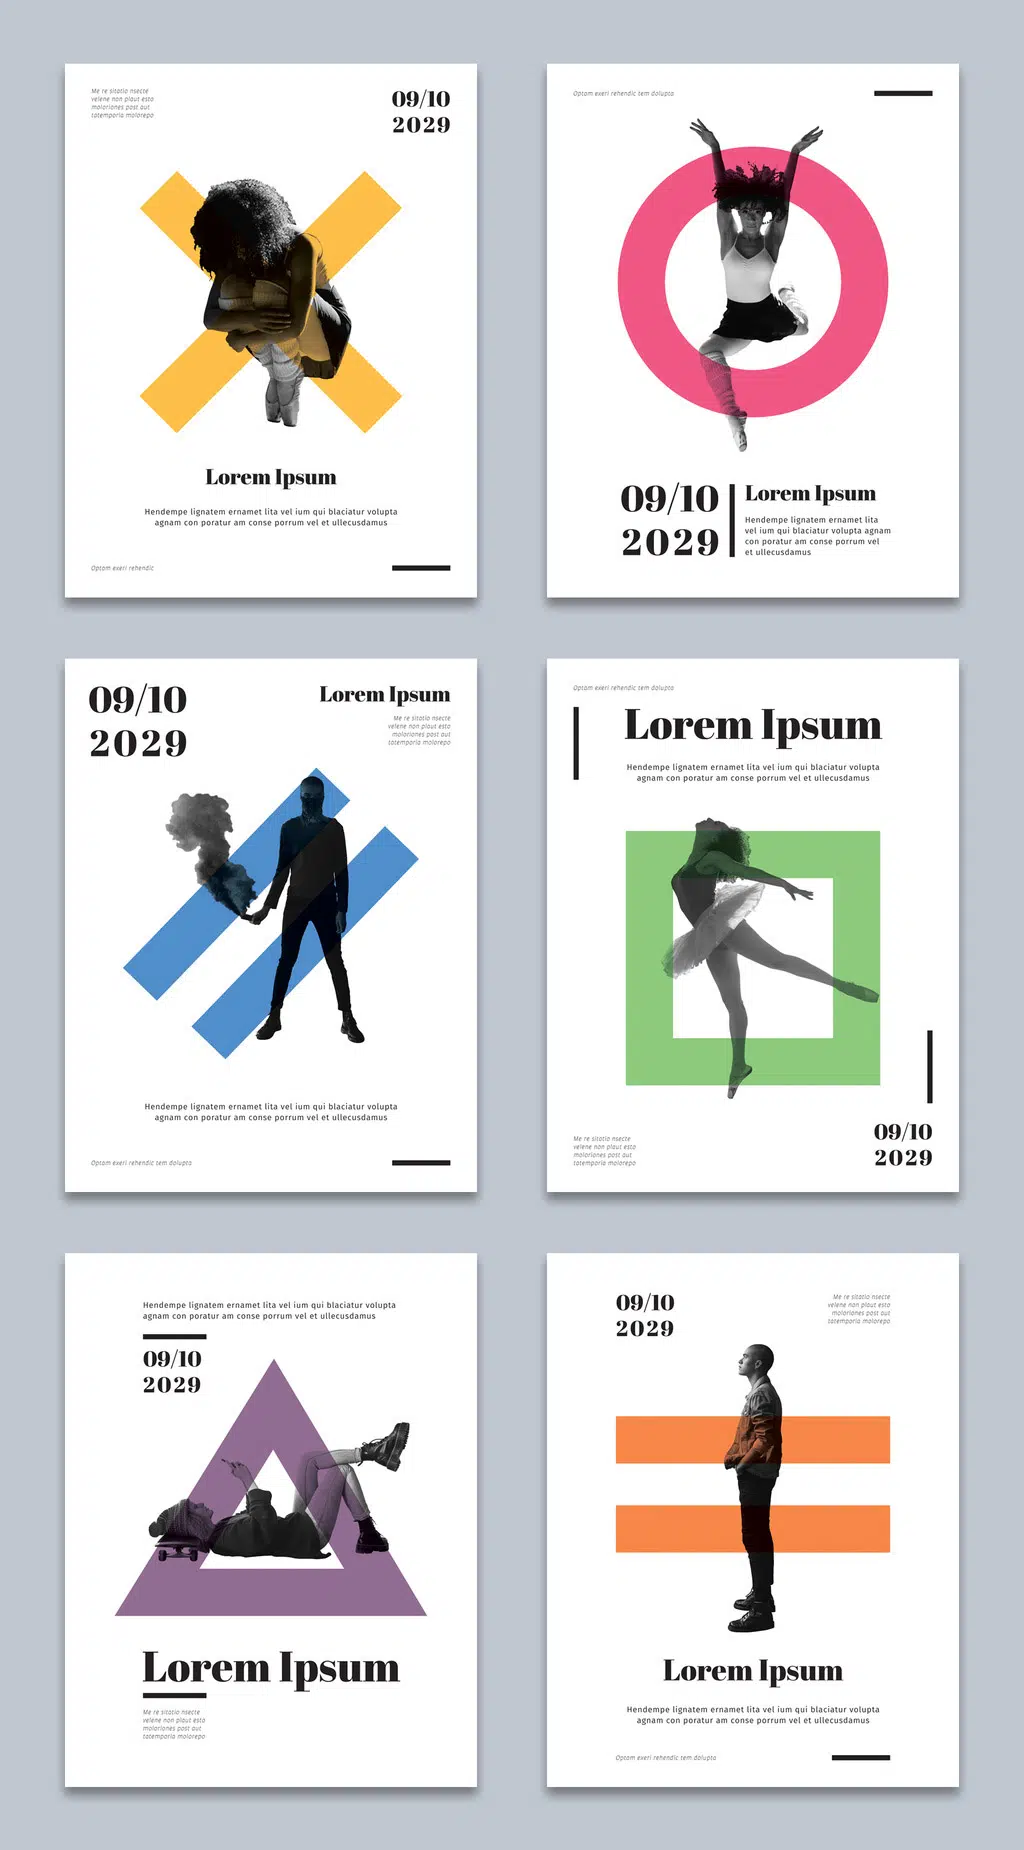 Me re sitatio nsecte
velene non plaut esto
moloriones post aut
tatemporia molorepo
09/10
2029
Lorem Ipsum
Hendempe lignatem ernamet lita vel ium qui blaciatur volupta
agnam con poratur am conse porrum vel et ullecusdamus
Optam exeri rehendic
Optam exeri rehendic tem dolupta
09/10
2029
Lorem Ipsum
Hendempe lignatem ernamet lita
vel ium qui blaciatur volupta agnam
con poratur am conse porrum vel
et ullecusdamus
09/10
2029
Lorem Ipsum
Me re sitatio nsecte
velene non plaut esto
moloriones post aut
tatemporia molorepo
Hendempe lignatem ernamet lita vel ium qui blaciatur volupta
agnam con poratur am conse porrum vel et ullecusdamus
Optam exeri rehendic tem dolupta
Optam exeri rehendic tem dolupta
Lorem Ipsum
Hendempe lignatem ernamet lita vel ium qui blaciatur volupta
agnam con poratur am conse porrum vel et ullecusdamus
Me re sitatio nsecte
velene non plaut esto
moloriones post aut
tatemporia molorepo
09/10
2029
Hendempe lignatem ernamet lita vel ium qui blaciatur volupta
agnam con poratur am conse porrum vel et ullecusdamus
09/10
2029
Lorem Ipsum
Me re sitatio nsecte
velene non plaut esto
moloriones post aut
tatemporia molorepo
09/10
2029
Me re sitatio nsecte
velene non plaut esto
moloriones post aut
tatemporia molorepo
Lorem Ipsum
Hendempe lignatem ernamet lita vel ium qui blaciatur volupta
agnam con poratur am conse porrum vel et ullecusdamus
Optam exeri rehendic tem dolupta